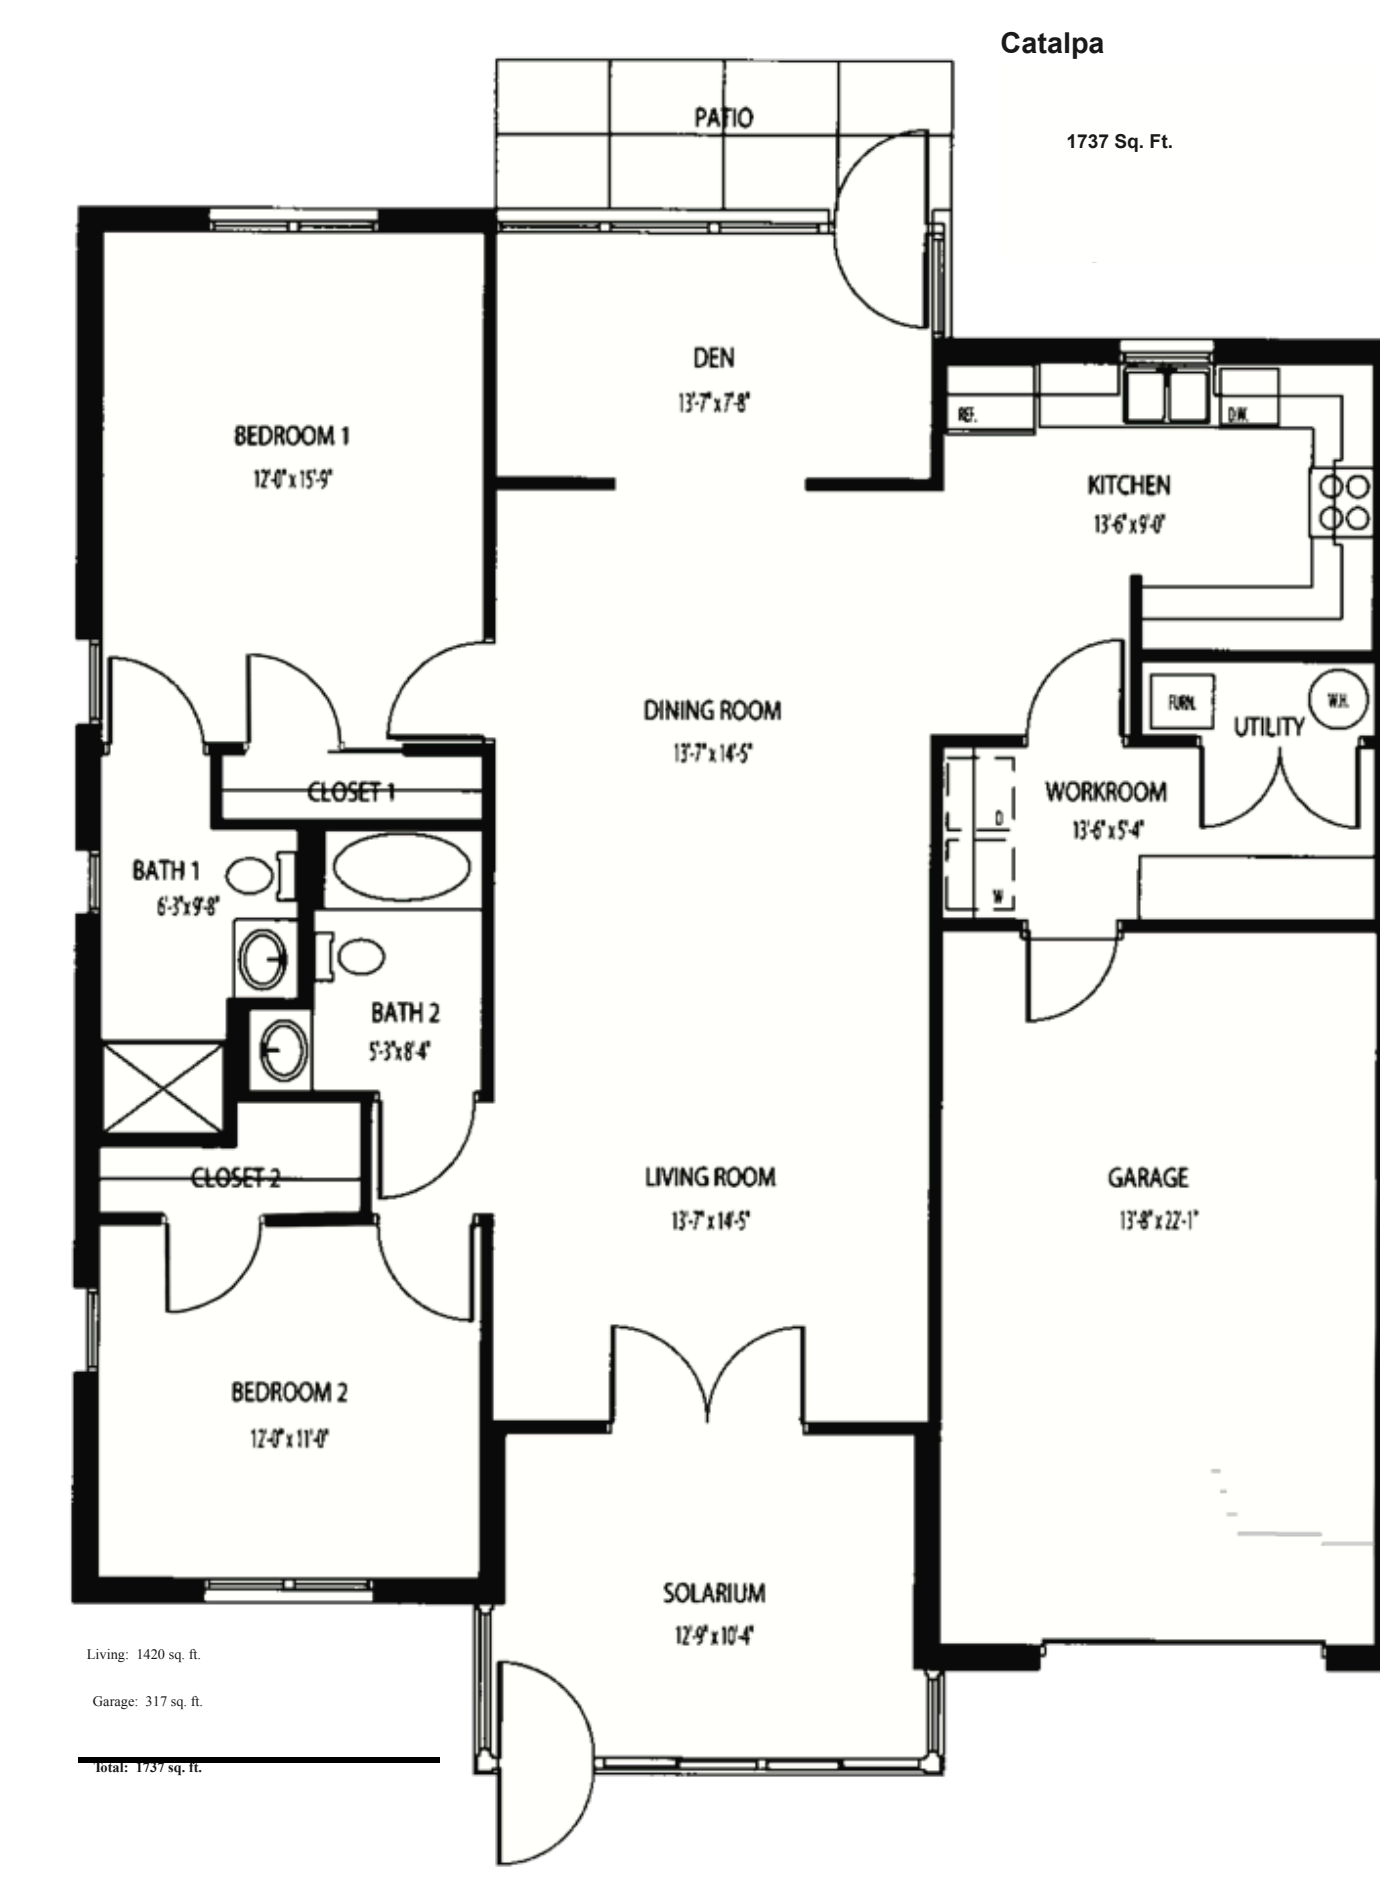 Catalpa
1737 Sq. Ft.
PATIO
DEN
13'-7" x 7'-8"
BEDROOM 1
12'-0" x 15'-9"
REF.
D.W.
KITCHEN
13'-6" x 9'-0"
DINING ROOM
13'-7" x 14'-5"
FURN.
W.H.
UTILITY
CLOSET 1
WORKROOM
13'-6" x 5'-4"
D
W
BATH 1
6'-3" x 9'-8"
BATH 2
5'-3" x 8'-4"
CLOSET 2
LIVING ROOM
13'-7" x 14'-5"
GARAGE
13'-8" x 22'-1"
BEDROOM 2
12'-0" x 11'-0"
SOLARIUM
12'-9" x 10'-4"
Living: 1420 sq. ft.
Garage: 317 sq. ft.
Total: 1737 sq. ft.